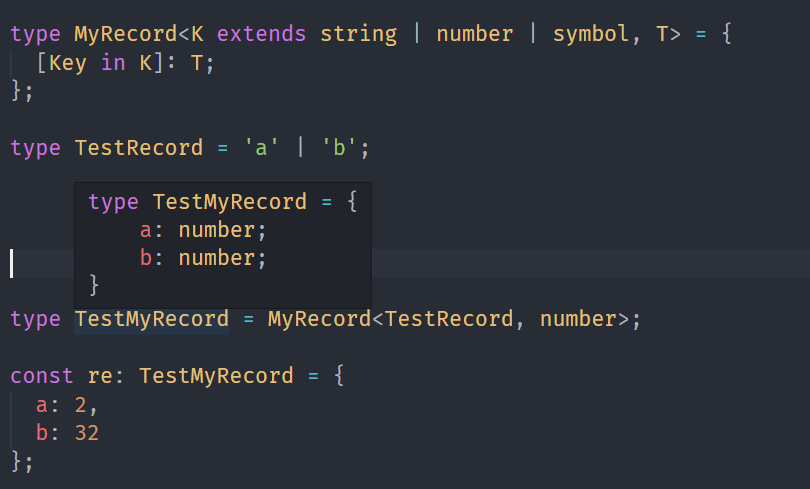 type MyRecord<K extends string | number | symbol, T> = {
  [Key in K]: T;
};
type TestRecord = 'a' | 'b';
type TestMyRecord = {
    a: number;
    b: number;
}
type TestMyRecord = MyRecord<TestRecord, number>;
const re: TestMyRecord = {
  a: 2,
  b: 32
};